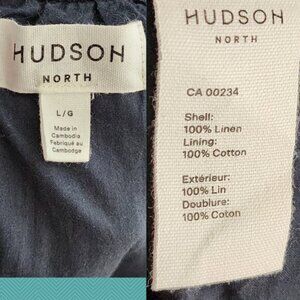 HUDSON
NORTH
L/G
Made in
Cambodia
Fabriqué au
Cambodge
HUDSON
NORTH
CA 00234
Shell:
100% Linen
Lining:
100% Cotton
Extérieur:
100% Lin
Doublure:
100% Coton